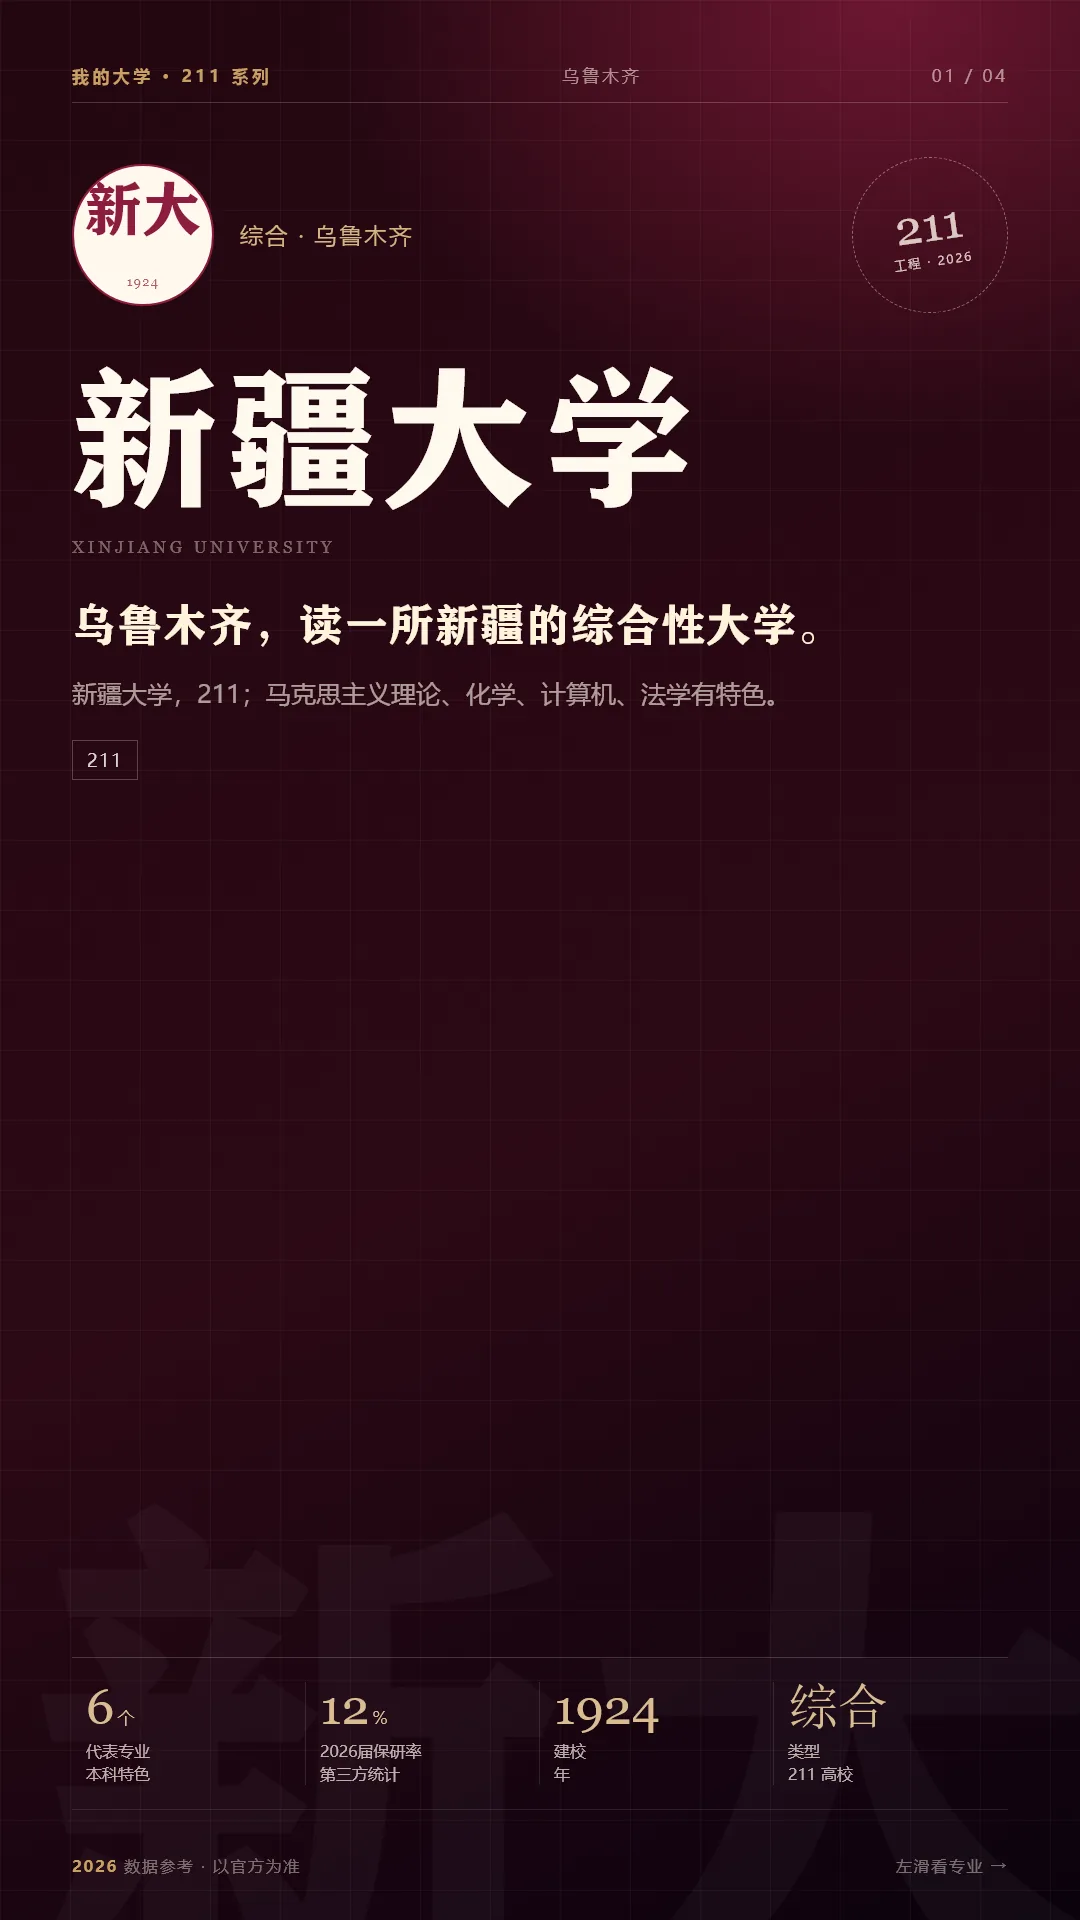 我的大学 · 211 系列
乌鲁木齐
01 / 04
新大
1924
综合 · 乌鲁木齐
211
工程 · 2026
新疆大学
XINJIANG UNIVERSITY
乌鲁木齐，读一所新疆的综合性大学。
新疆大学，211；马克思主义理论、化学、计算机、法学有特色。
211
新大
6个
代表专业
本科特色
12%
2026届保研率
第三方统计
1924
建校
年
综合
类型
211 高校
2026 数据参考 · 以官方为准
左滑看专业 →